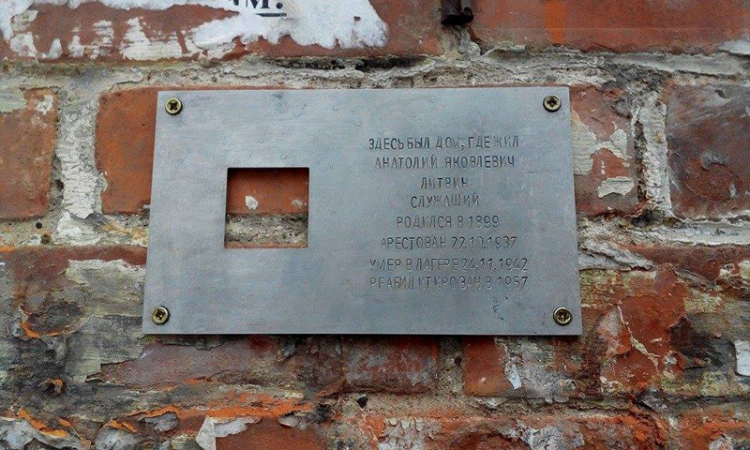 ЗДЕСЬ БЫЛ ДОМ, ГДЕ ЖИЛ
АНАТОЛИЙ ЯКОВЛЕВИЧ
ЛИТВИН
СЛУЖАЩИЙ
РОДИЛСЯ В 1899
АРЕСТОВАН 22.10.1937
УМЕР В ЛАГЕРЕ 24.11.1942
РЕАБИЛИТИРОВАН В 1957